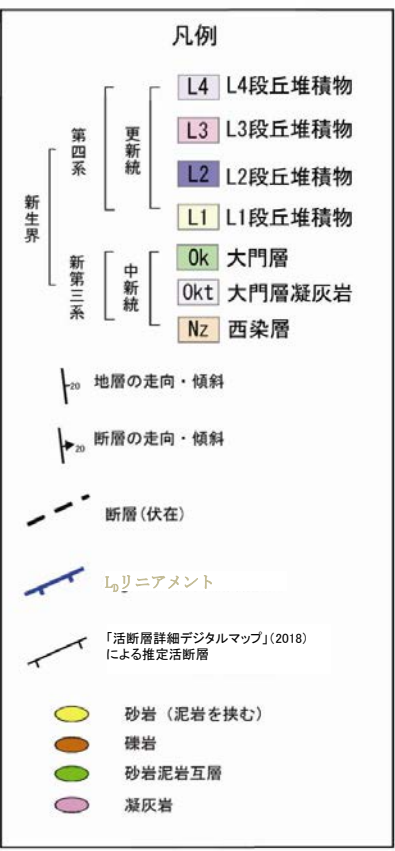 凡例
新生界
第四系
更新統
L4 L4段丘堆積物
L3 L3段丘堆積物
L2 L2段丘堆積物
L1 L1段丘堆積物
新第三系
中新統
Ok 大門層
Okt 大門層凝灰岩
Nz 西染層
20 地層の走向・傾斜
20 断層の走向・傾斜
断層(伏在)
LDリニアメント
「活断層詳細デジタルマップ」(2018)
による推定活断層
砂岩（泥岩を挟む）
礫岩
砂岩泥岩互層
凝灰岩